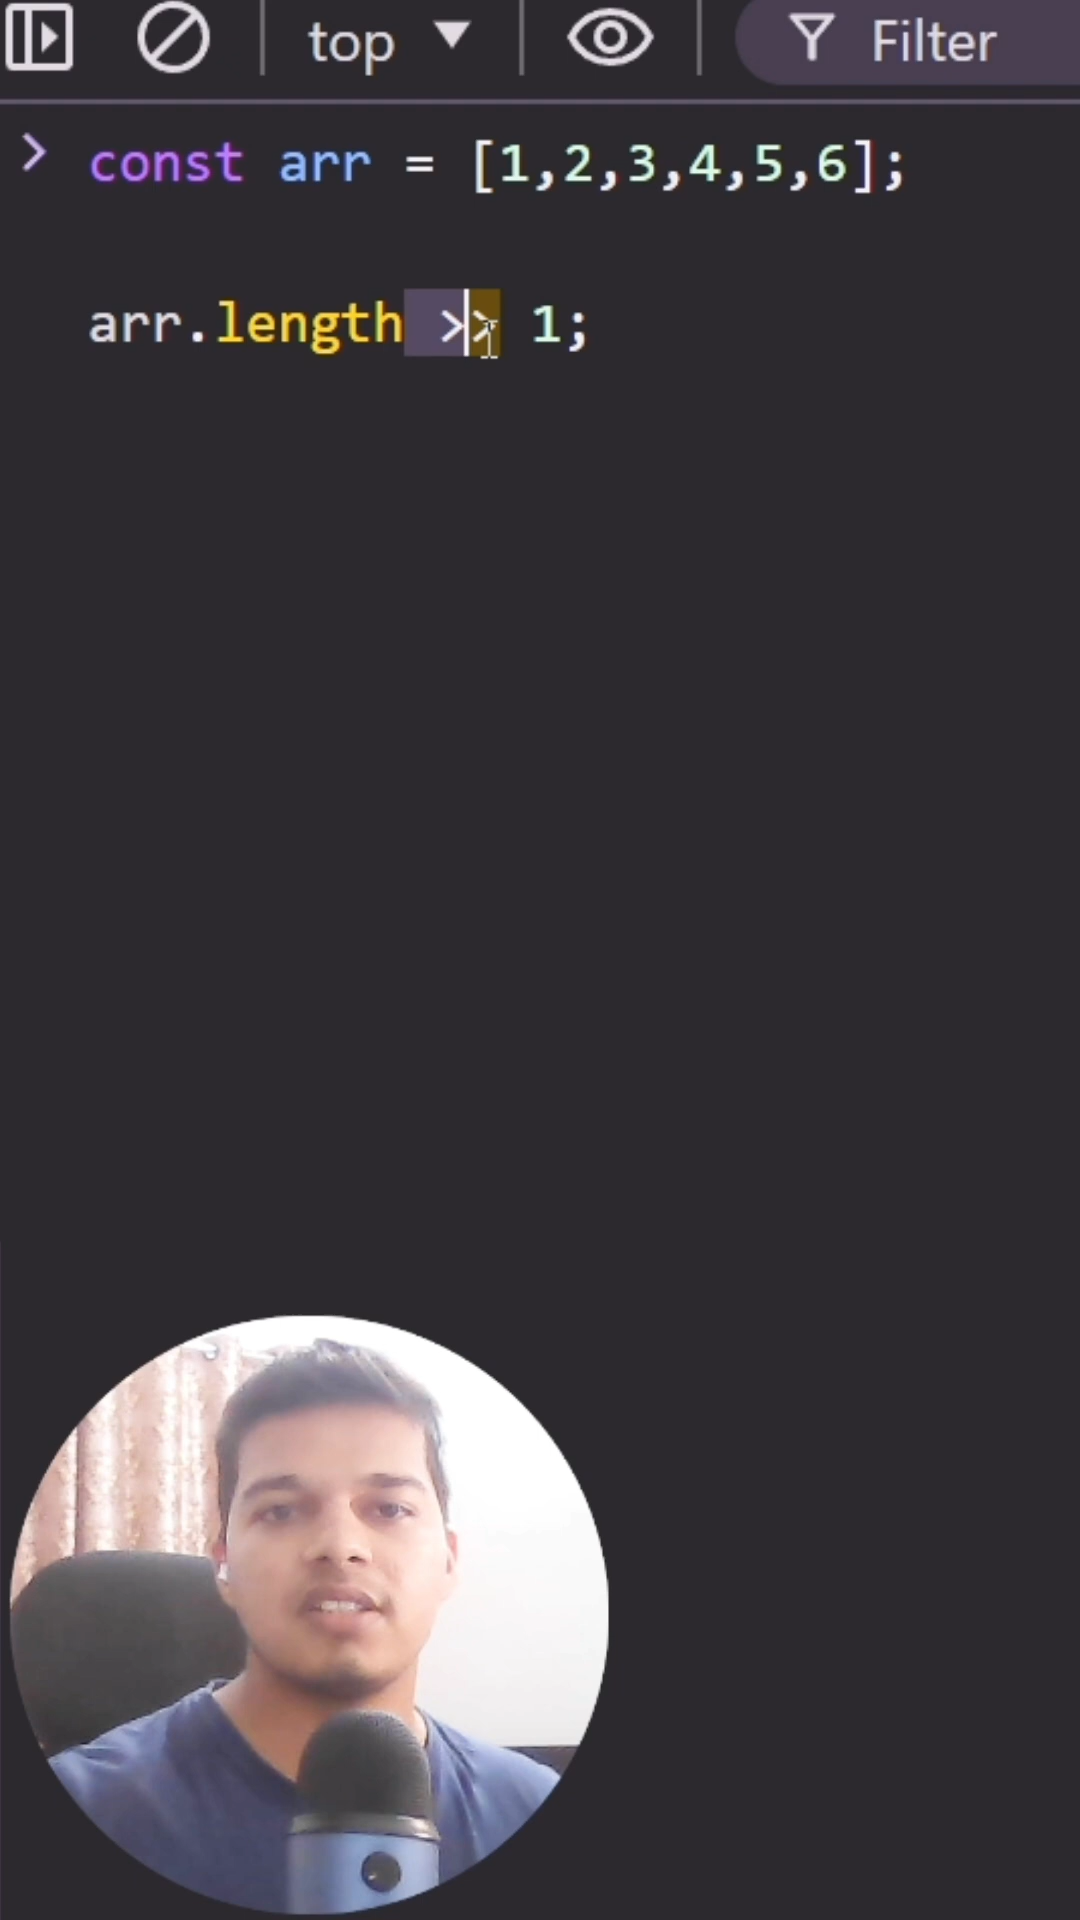 top Filter
> const arr = [1,2,3,4,5,6];
arr.length >> 1;